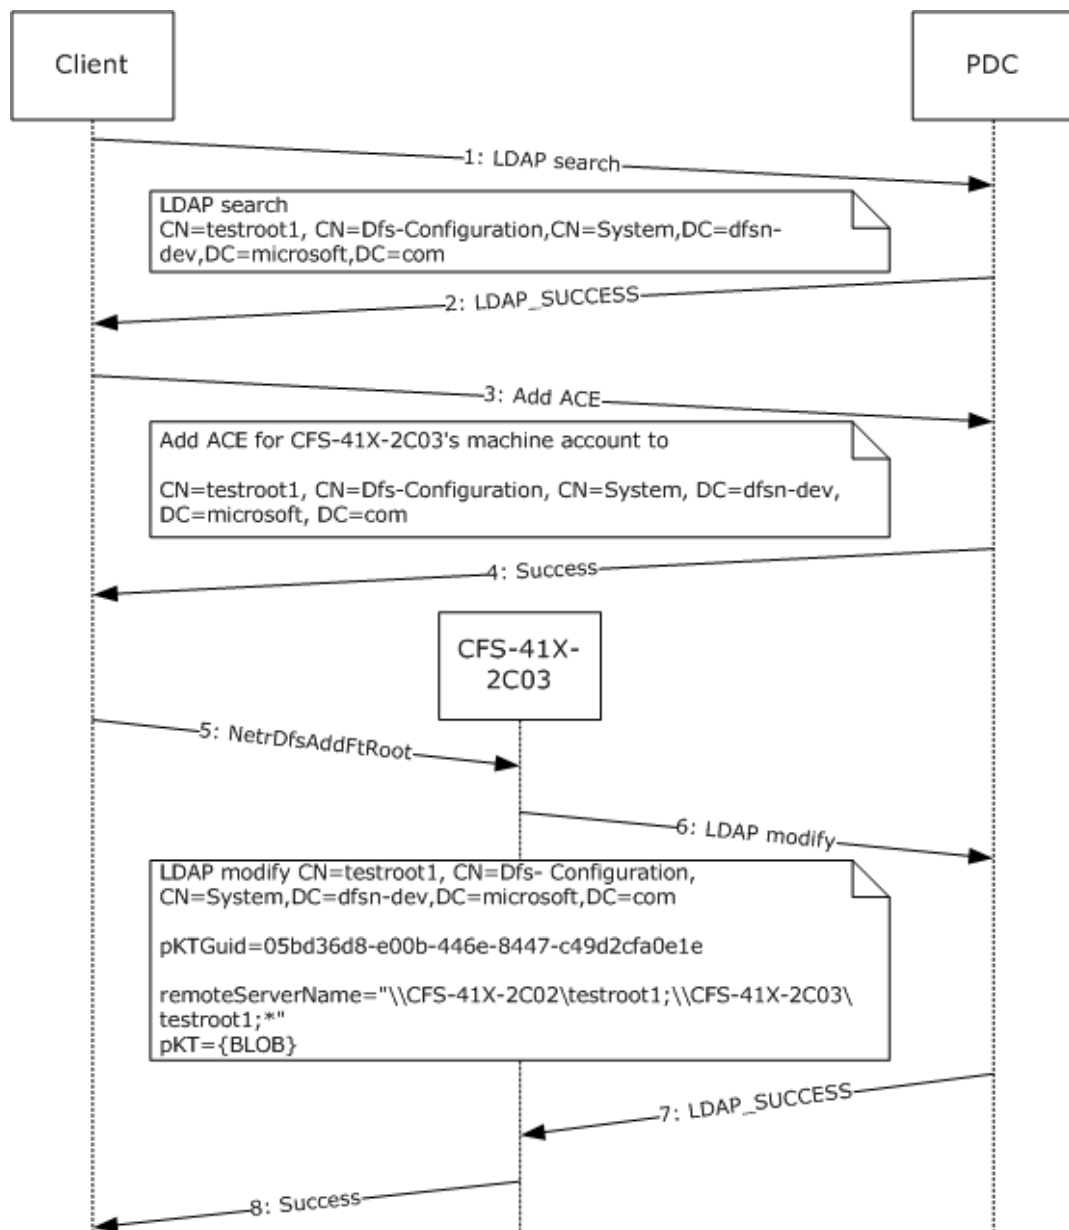 Client
PDC
1: LDAP search
LDAP search
CN=testroot1, CN=Dfs-Configuration,CN=System,DC=dfsn-
dev,DC=microsoft,DC=com
2: LDAP_SUCCESS
3: Add ACE
Add ACE for CFS-41X-2C03's machine account to
CN=testroot1, CN=Dfs-Configuration, CN=System, DC=dfsn-dev,
DC=microsoft, DC=com
4: Success
CFS-41X-
2C03
5: NetrDfsAddFtRoot
6: LDAP modify
LDAP modify CN=testroot1, CN=Dfs- Configuration,
CN=System,DC=dfsn-dev,DC=microsoft,DC=com
pKTGuid=05bd36d8-e00b-446e-8447-c49d2cfa0e1e
remoteServerName="\\CFS-41X-2C02\testroot1;\\CFS-41X-2C03\
testroot1;*"
pKT={BLOB}
7: LDAP_SUCCESS
8: Success